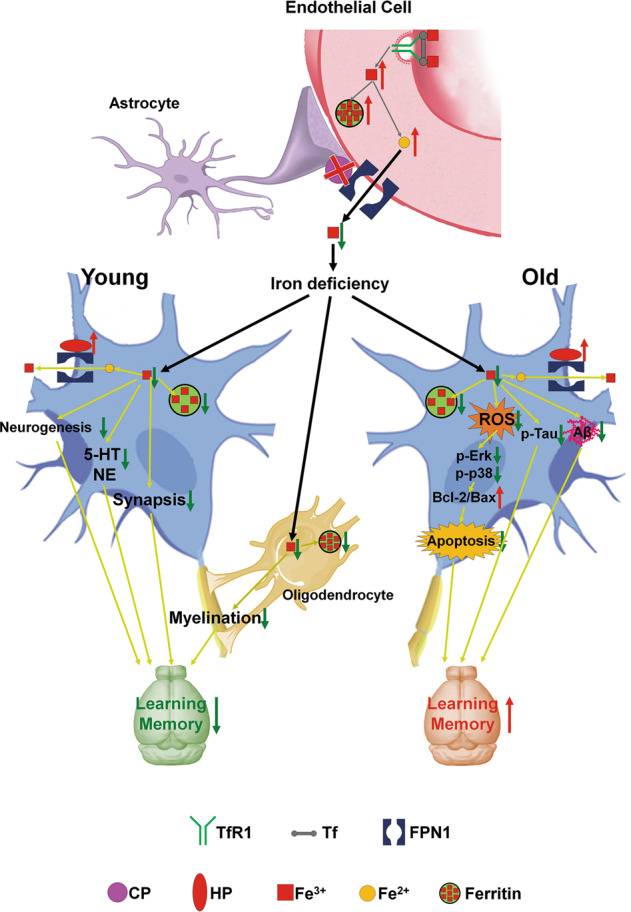 Endothelial Cell
Astrocyte
Young
Old
Iron deficiency
Neurogenesis
5-HT
NE
Synapsis
Myelination
Oligodendrocyte
ROS
p-Tau
Aβ
p-Erk
p-p38
Bcl-2/Bax
Apoptosis
Learning
Memory
Learning
Memory
TfR1
Tf
FPN1
CP
HP
Fe³⁺
Fe²⁺
Ferritin